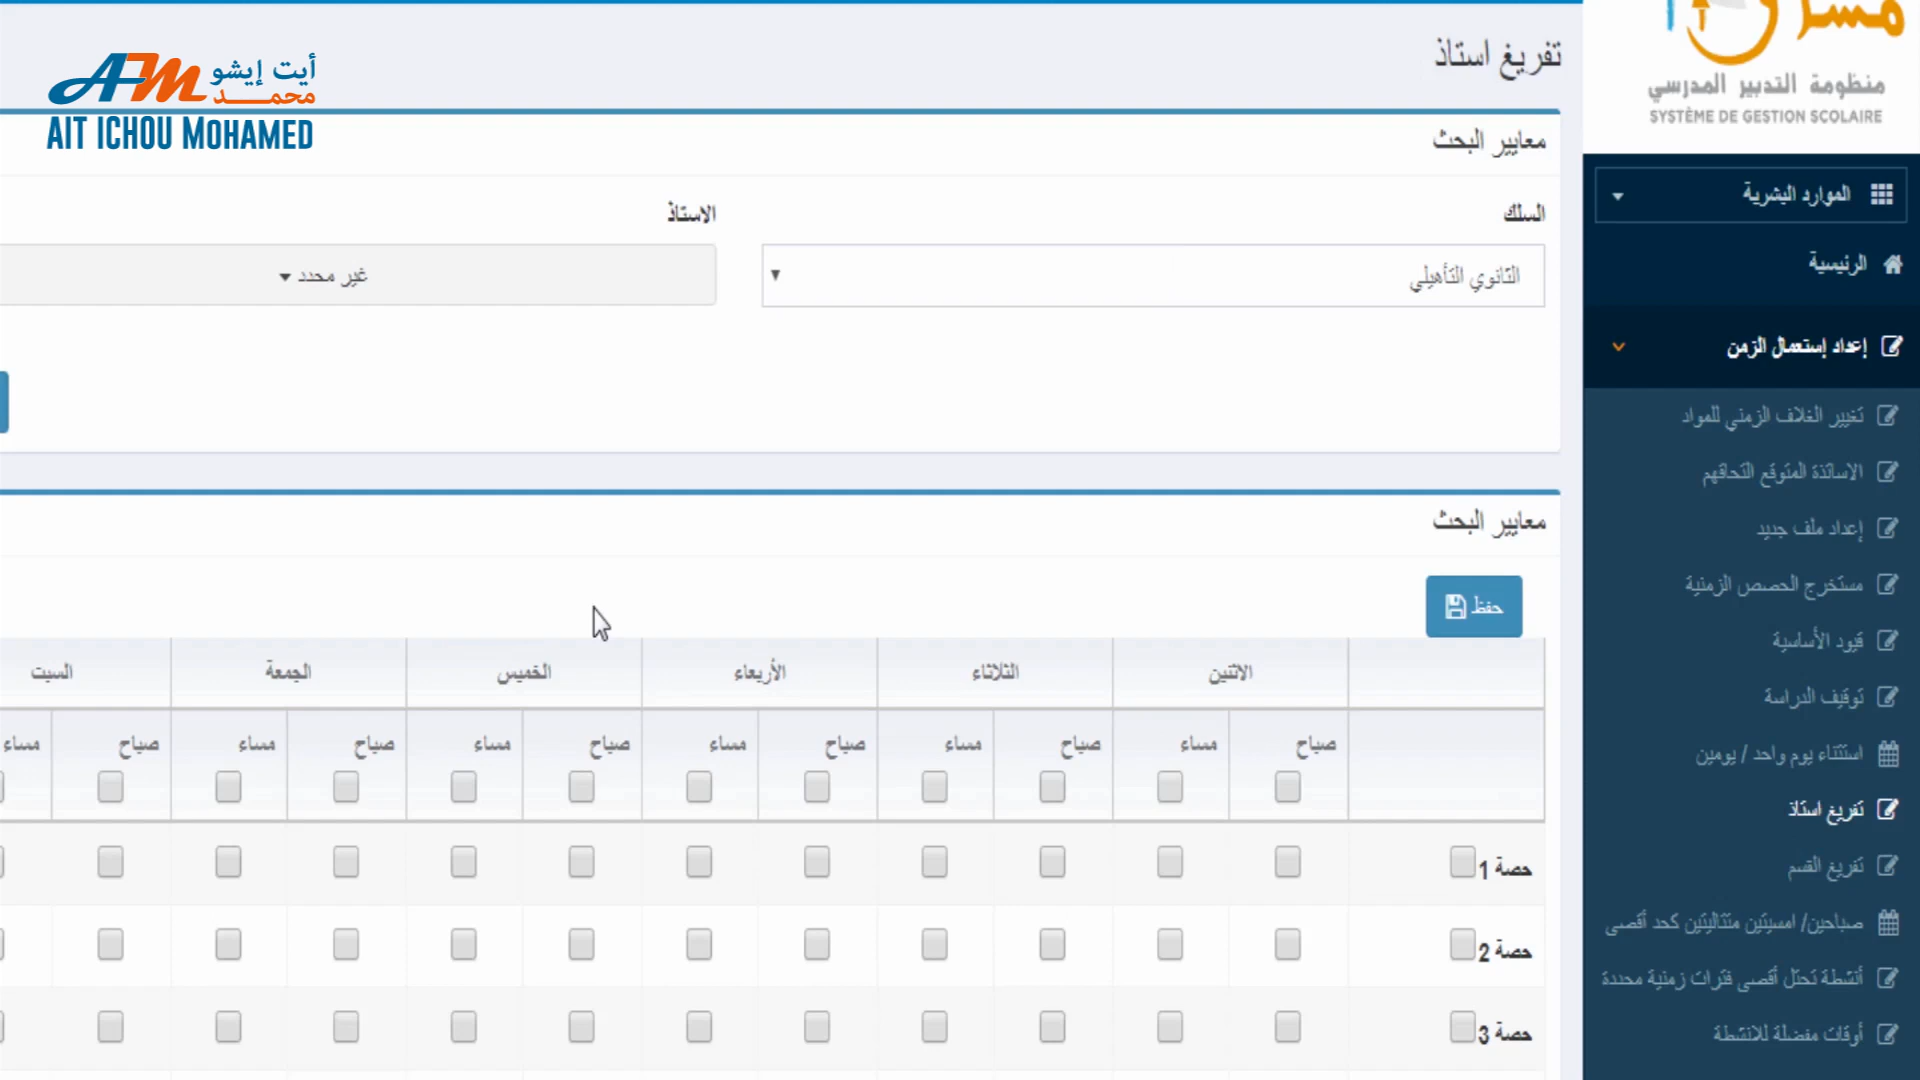 مسار
منظومة التدبير المدرسي
SYSTÈME DE GESTION SCOLAIRE
الموارد البشرية
الرئيسية
إعداد إستعمال الزمن
تغيير الغلاف الزمني للمواد
الاساتذة المتوقع التحاقهم
إعداد ملف جديد
مستخرج الحصص الزمنية
قيود الأساسية
توقيف الدراسة
استثناء يوم واحد / يومين
تفريغ استاذ
تفريغ القسم
صباحين/ امسيتين متتاليتين كحد أقصى
أنشطة تحتل أقصى فترات زمنية محددة
أوقات مفضلة للانشطة
تفريغ استاذ
أيت إيشو
محمد
AIT ICHOU MOHAMED
معايير البحث
السلك
الاستاذ
الثانوي التأهيلي
غير محدد
معايير البحث
حفظ
الاثنين الثلاثاء الأربعاء الخميس الجمعة السبت
صباح مساء صباح مساء صباح مساء صباح مساء صباح مساء صباح مساء
حصة 1
حصة 2
حصة 3